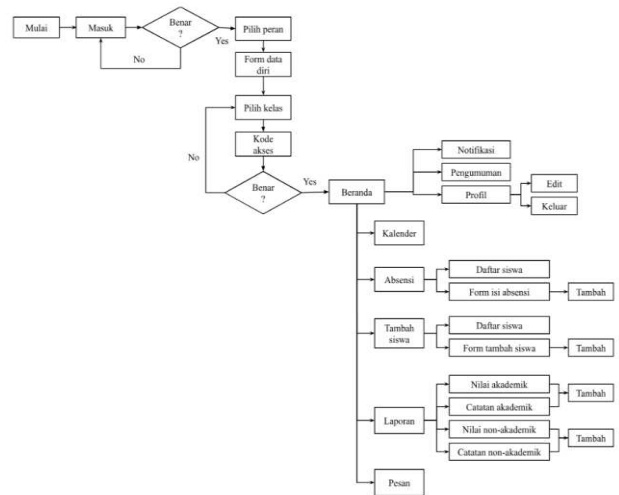 Mulai
Masuk
Benar
?
Yes
No
Pilih peran
Form data
diri
Pilih kelas
Kode
akses
No
Benar
?
Yes
Beranda
Notifikasi
Pengumuman
Profil
Edit
Keluar
Kalender
Absensi
Daftar siswa
Form isi absensi
Tambah
Tambah
siswa
Daftar siswa
Form tambah siswa
Tambah
Laporan
Nilai akademik
Catatan akademik
Tambah
Nilai non-akademik
Catatan non-akademik
Tambah
Pesan